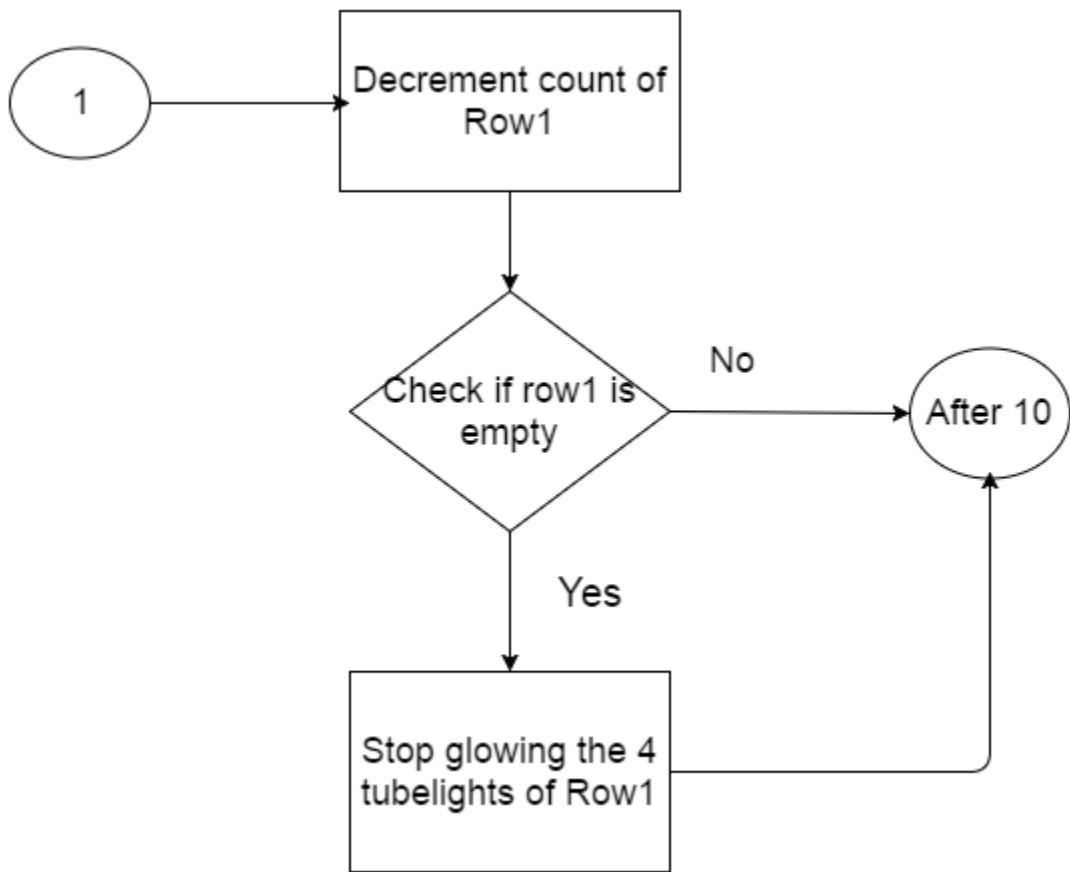 1
Decrement count of
Row1
Check if row1 is
empty
No
After 10
Yes
Stop glowing the 4
tubelights of Row1